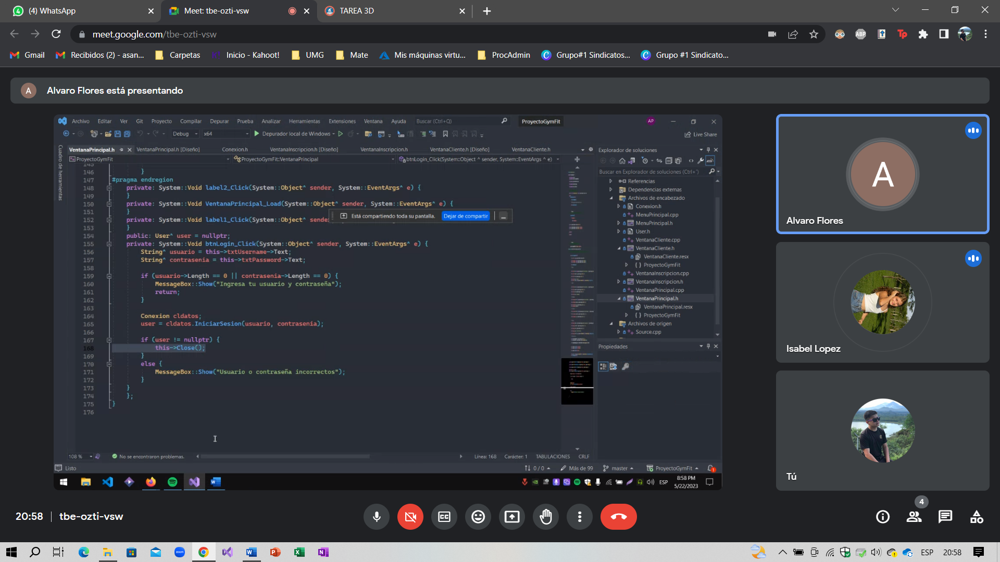 (4) WhatsApp
Meet: tbe-ozti-vsw
TAREA 3D
meet.google.com/tbe-ozti-vsw
Gmail
Recibidos (2) - asan...
Carpetas
Inicio - Kahoot!
UMG
Mate
Mis máquinas virtu...
ProcAdmin
Grupo#1 Sindicatos...
Grupo #1 Sindicato...
A
Alvaro Flores está presentando
Archivo Editar Ver Git Proyecto Compilar Depurar Prueba Analizar Herramientas Extensiones Ventana Ayuda
Buscar (Ctrl+Q)
ProyectoGymFit
AP
Debug
x64
Depurador local de Windows
Live Share
Cuadro de herramientas
VentanaPrincipal.h
VentanaPrincipal.h [Diseño]
Conexion.h
VentanaInscripcion.h [Diseño]
VentanaInscripcion.h
VentanaCliente.h [Diseño]
VentanaCliente.h
ProyectoGymFit
ProyectoGymFit::VentanaPrincipal
btnLogin_Click(System::Object ^ sender, System::EventArgs ^ e)
145
146 }
147 #pragma endregion
148 private: System::Void label2_Click(System::Object^ sender, System::EventArgs^ e) {
149 }
150 private: System::Void VentanaPrincipal_Load(System::Object^ sender, System::EventArgs^ e) {
151 }
152 private: System::Void label1_Click(System::Object^ sender
153 }
154 public: User^ user = nullptr;
155 private: System::Void btnLogin_Click(System::Object^ sender, System::EventArgs^ e) {
156 String^ usuario = this->txtUsername->Text;
157 String^ contrasenia = this->txtPassword->Text;
158
159 if (usuario->Length == 0 || contrasenia->Length == 0) {
160 MessageBox::Show("Ingresa tu usuario y contraseña");
161 return;
162 }
163
164 Conexion cldatos;
165 user = cldatos.IniciarSesion(usuario, contrasenia);
166
167 if (user != nullptr) {
168 this->Close();
169 }
170 else {
171 MessageBox::Show("Usuario o contraseña incorrectos");
172 }
173 }
174 };
175 }
176
Está compartiendo toda su pantalla.
Dejar de compartir
Explorador de soluciones
Buscar en Explorador de soluciones (Ctrl+¨)
Referencias
Dependencias externas
Archivos de encabezado
Conexion.h
MenuPrincipal.cpp
MenuPrincipal.h
User.h
VentanaCliente.cpp
VentanaCliente.h
VentanaCliente.resx
{ } ProyectoGymFit
VentanaInscripcion.cpp
VentanaInscripcion.h
VentanaPrincipal.cpp
VentanaPrincipal.h
VentanaPrincipal.resx
{ } ProyectoGymFit
Archivos de origen
Source.cpp
Propiedades
108 %
No se encontraron problemas.
Línea: 168
Carácter: 1
TABULACIONES
CRLF
Listo
0 / 0
Más de 99
master
ProyectoGymFit
1
ESP
8:58 PM
5/22/2023
A
Alvaro Flores
Isabel Lopez
Tú
20:58
tbe-ozti-vsw
4
ESP
20:58